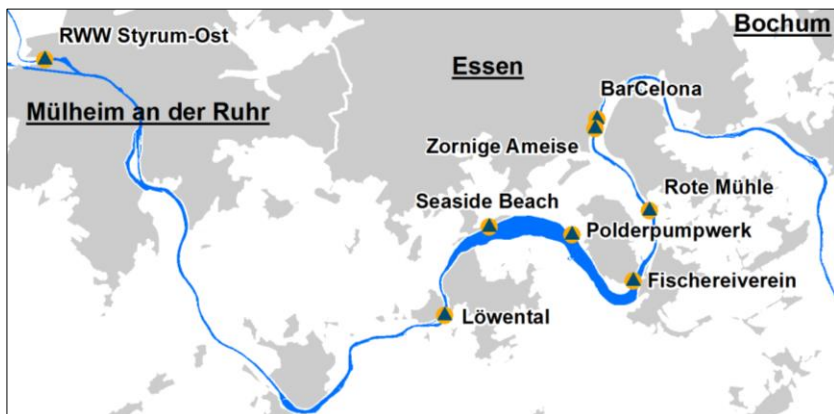 Bochum
RWW Styrum-Ost
Essen
BarCelona
Mülheim an der Ruhr
Zornige Ameise
Rote Mühle
Seaside Beach
Polderpumpwerk
Fischereiverein
Löwental